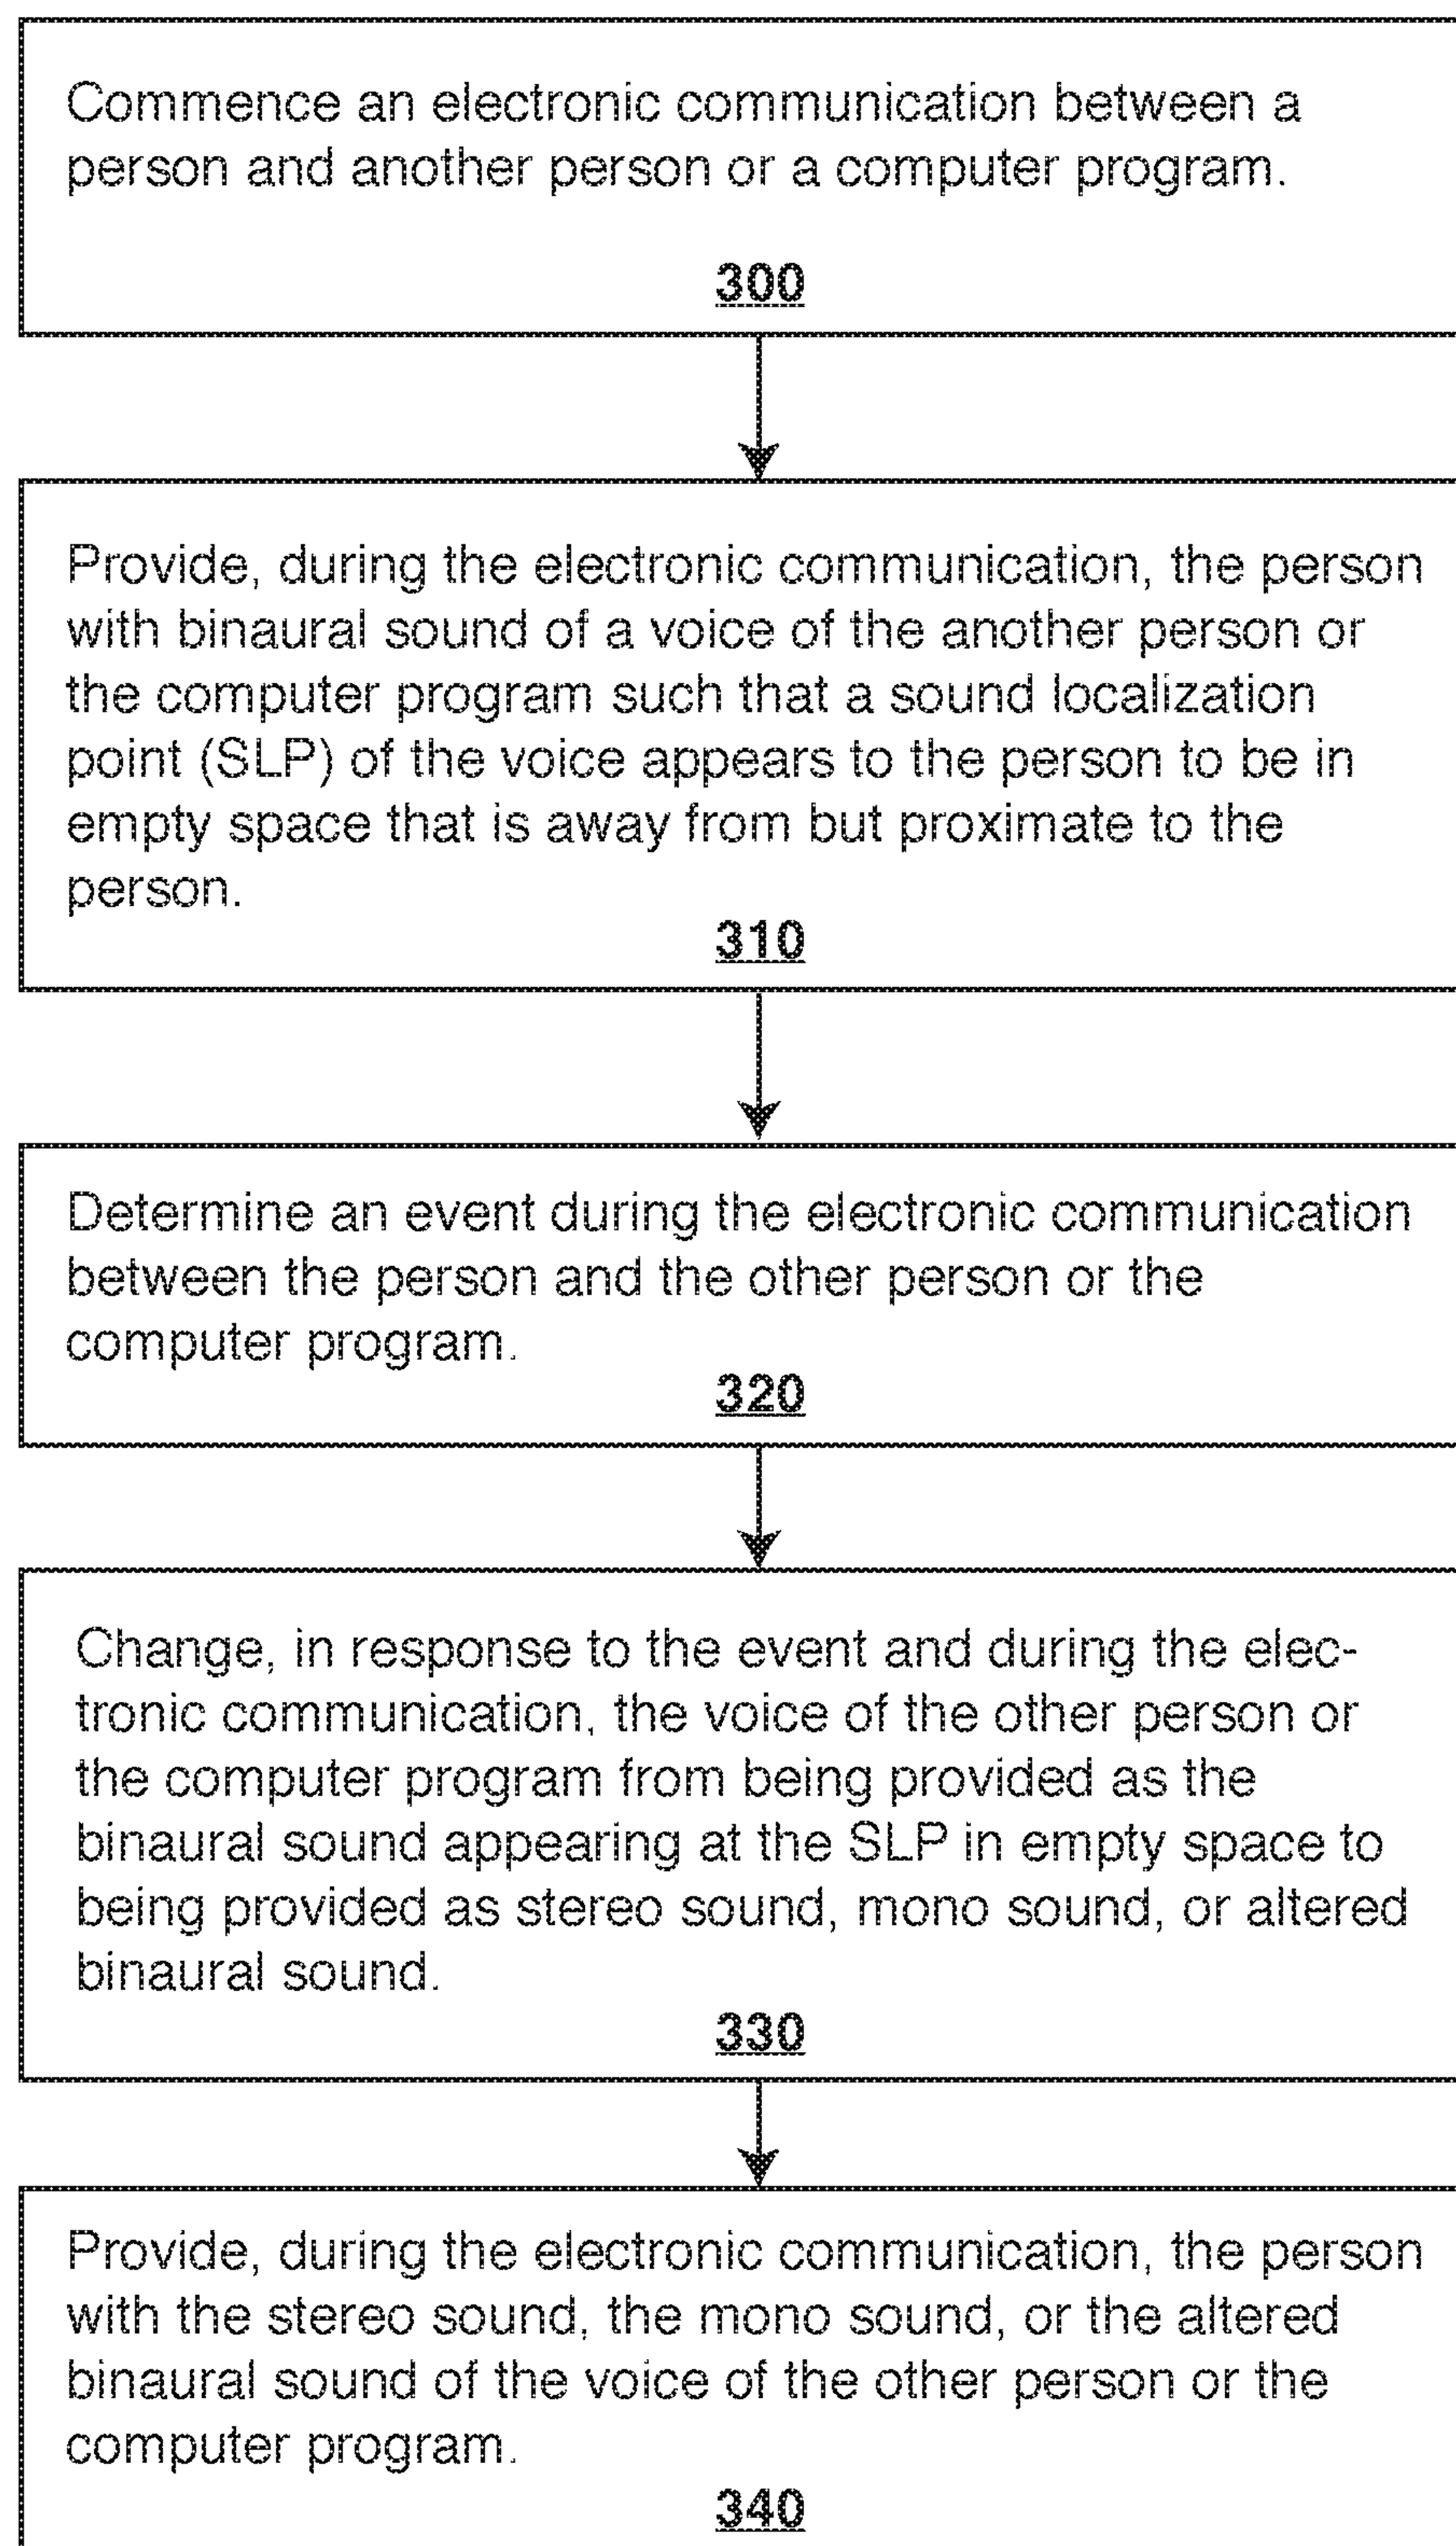 Commence an electronic communication between a
person and another person or a computer program.
300
Provide, during the electronic communication, the person
with binaural sound of a voice of the another person or
the computer program such that a sound localization
point (SLP) of the voice appears to the person to be in
empty space that is away from but proximate to the
person.
310
Determine an event during the electronic communication
between the person and the other person or the
computer program.
320
Change, in response to the event and during the elec-
tronic communication, the voice of the other person or
the computer program from being provided as the
binaural sound appearing at the SLP in empty space to
being provided as stereo sound, mono sound, or altered
binaural sound.
330
Provide, during the electronic communication, the person
with the stereo sound, the mono sound, or the altered
binaural sound of the voice of the other person or the
computer program.
340